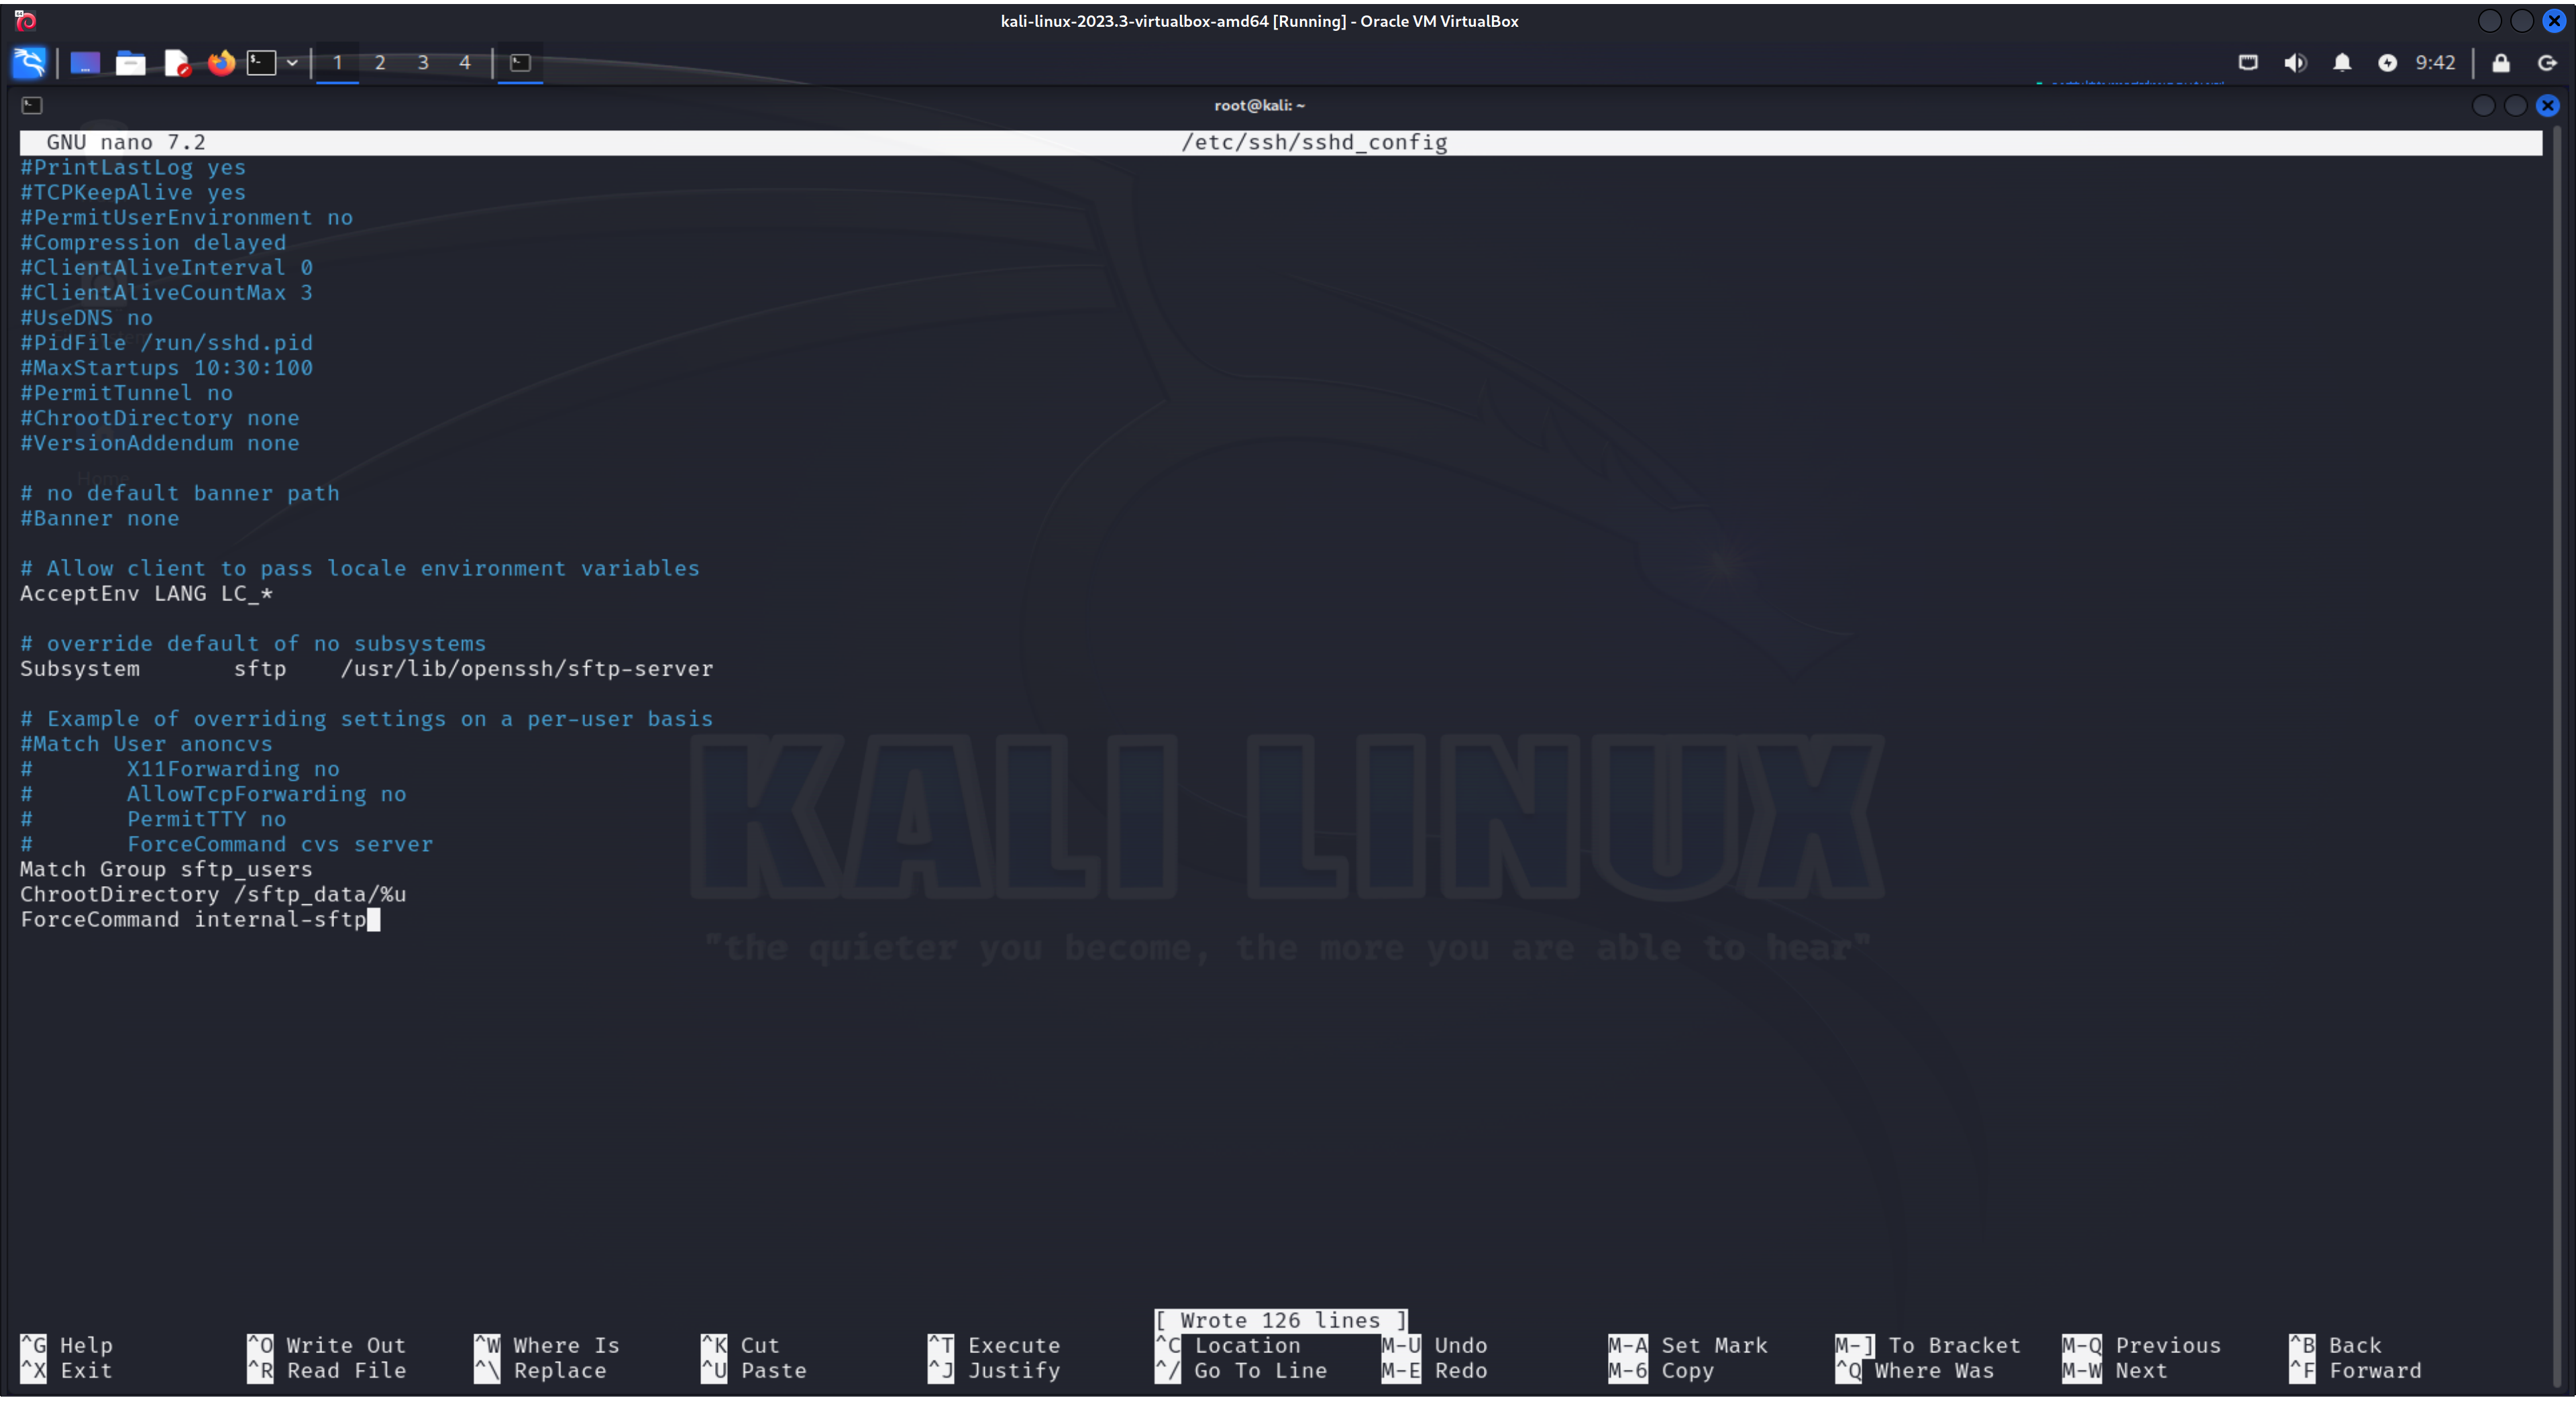 kali-linux-2023.3-virtualbox-amd64 [Running] - Oracle VM VirtualBox
1 2 3 4 9:42
root@kali: ~
GNU nano 7.2 /etc/ssh/sshd_config
#PrintLastLog yes
#TCPKeepAlive yes
#PermitUserEnvironment no
#Compression delayed
#ClientAliveInterval 0
#ClientAliveCountMax 3
#UseDNS no
#PidFile /run/sshd.pid
#MaxStartups 10:30:100
#PermitTunnel no
#ChrootDirectory none
#VersionAddendum none
Home
# no default banner path
#Banner none
# Allow client to pass locale environment variables
AcceptEnv LANG LC_*
# override default of no subsystems
Subsystem sftp /usr/lib/openssh/sftp-server
# Example of overriding settings on a per-user basis
#Match User anoncvs
# X11Forwarding no
# AllowTcpForwarding no
# PermitTTY no
# ForceCommand cvs server
Match Group sftp_users
ChrootDirectory /sftp_data/%u
ForceCommand internal-sftp
KALI LINUX
"the quieter you become, the more you are able to hear"
[ Wrote 126 lines ]
^G Help ^O Write Out ^W Where Is ^K Cut ^T Execute ^C Location M-U Undo M-A Set Mark M-] To Bracket M-Q Previous ^B Back
^X Exit ^R Read File ^\ Replace ^U Paste ^J Justify ^/ Go To Line M-E Redo M-6 Copy ^Q Where Was M-W Next ^F Forward